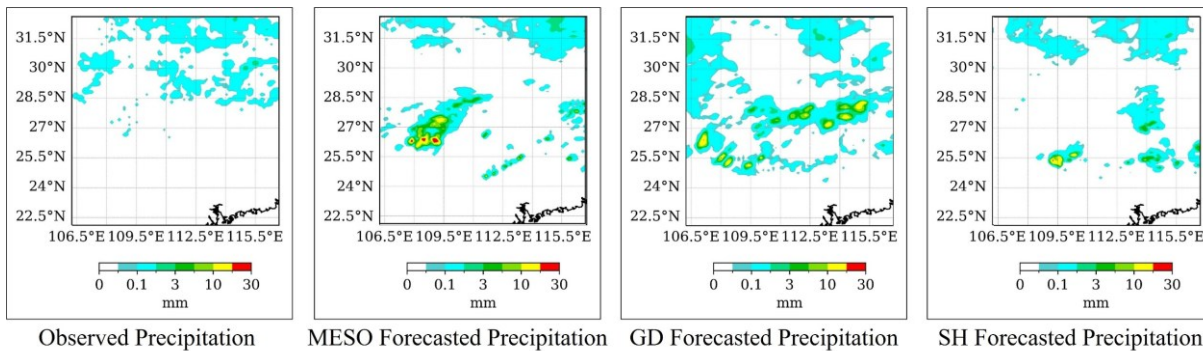 31.5°N
30°N
28.5°N
27°N
25.5°N
24°N
22.5°N
106.5°E 109.5°E 112.5°E 115.5°E
0 0.1 3 10 30
mm
Observed Precipitation
31.5°N
30°N
28.5°N
27°N
25.5°N
24°N
22.5°N
106.5°E 109.5°E 112.5°E 115.5°E
0 0.1 3 10 30
mm
MESO Forecasted Precipitation
31.5°N
30°N
28.5°N
27°N
25.5°N
24°N
22.5°N
106.5°E 109.5°E 112.5°E 115.5°E
0 0.1 3 10 30
mm
GD Forecasted Precipitation
31.5°N
30°N
28.5°N
27°N
25.5°N
24°N
22.5°N
106.5°E 109.5°E 112.5°E 115.5°E
0 0.1 3 10 30
mm
SH Forecasted Precipitation